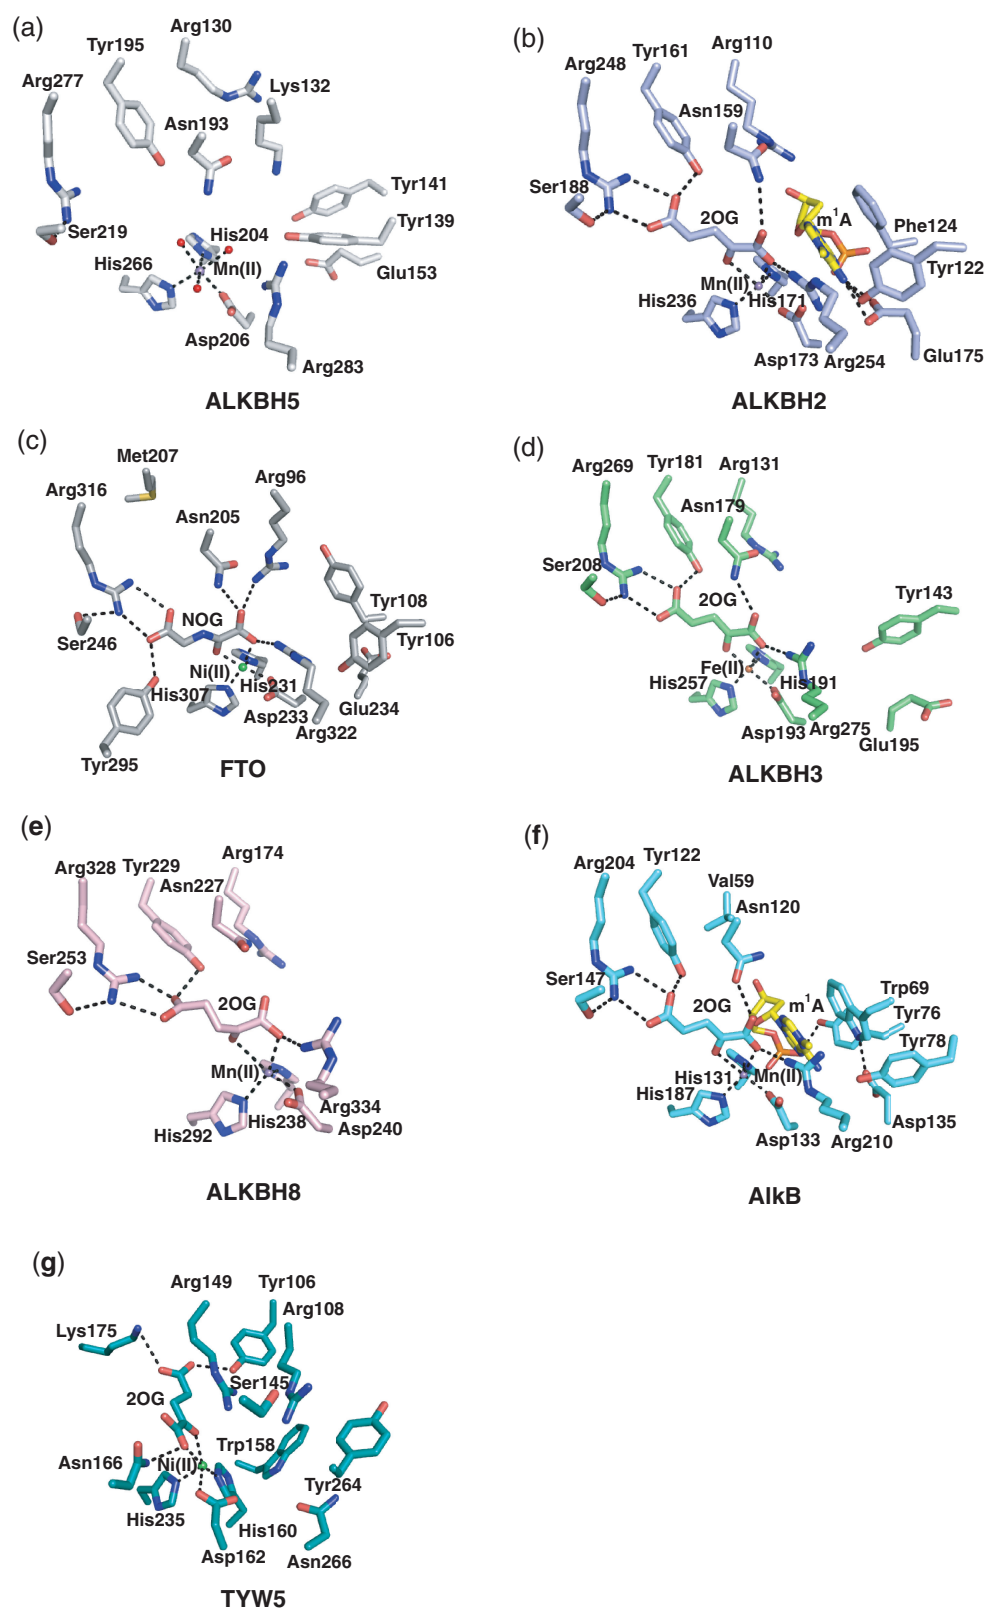 (a)
Arg130
Tyr195
Arg277
Lys132
Asn193
Tyr141
Tyr139
Ser219
His204
His266
Mn(II)
Glu153
Asp206
Arg283
ALKBH5
(b)
Arg110
Tyr161
Arg248
Asn159
Ser188
2OG
m¹A
Phe124
Tyr122
Mn(II)
His171
His236
Asp173
Arg254
Glu175
ALKBH2
(c)
Met207
Arg316
Arg96
Asn205
NOG
Tyr108
Ser246
Tyr106
Ni(II)
His307
His231
Asp233
Glu234
Arg322
Tyr295
FTO
(d)
Arg269
Tyr181
Arg131
Asn179
Ser208
2OG
Tyr143
Fe(II)
His257
His191
Asp193
Arg275
Glu195
ALKBH3
(e)
Arg328
Tyr229
Arg174
Asn227
Ser253
2OG
Mn(II)
Arg334
His292
His238
Asp240
ALKBH8
(f)
Arg204
Tyr122
Val59
Asn120
Ser147
2OG
m¹A
Trp69
Tyr76
Tyr78
His131
Mn(II)
His187
Asp133
Arg210
Asp135
AlkB
(g)
Arg149
Tyr106
Arg108
Lys175
Ser145
2OG
Trp158
Asn166
Ni(II)
Tyr264
His235
His160
Asp162
Asn266
TYW5